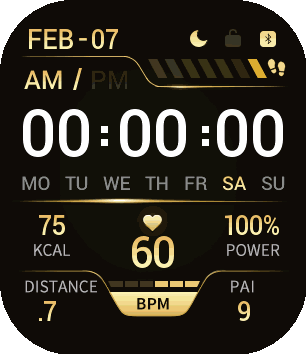 FEB-07
AM / PM
00:00:00
MO TU WE TH FR SA SU
75 100%
KCAL 60 POWER
DISTANCE BPM PAI
.7 9